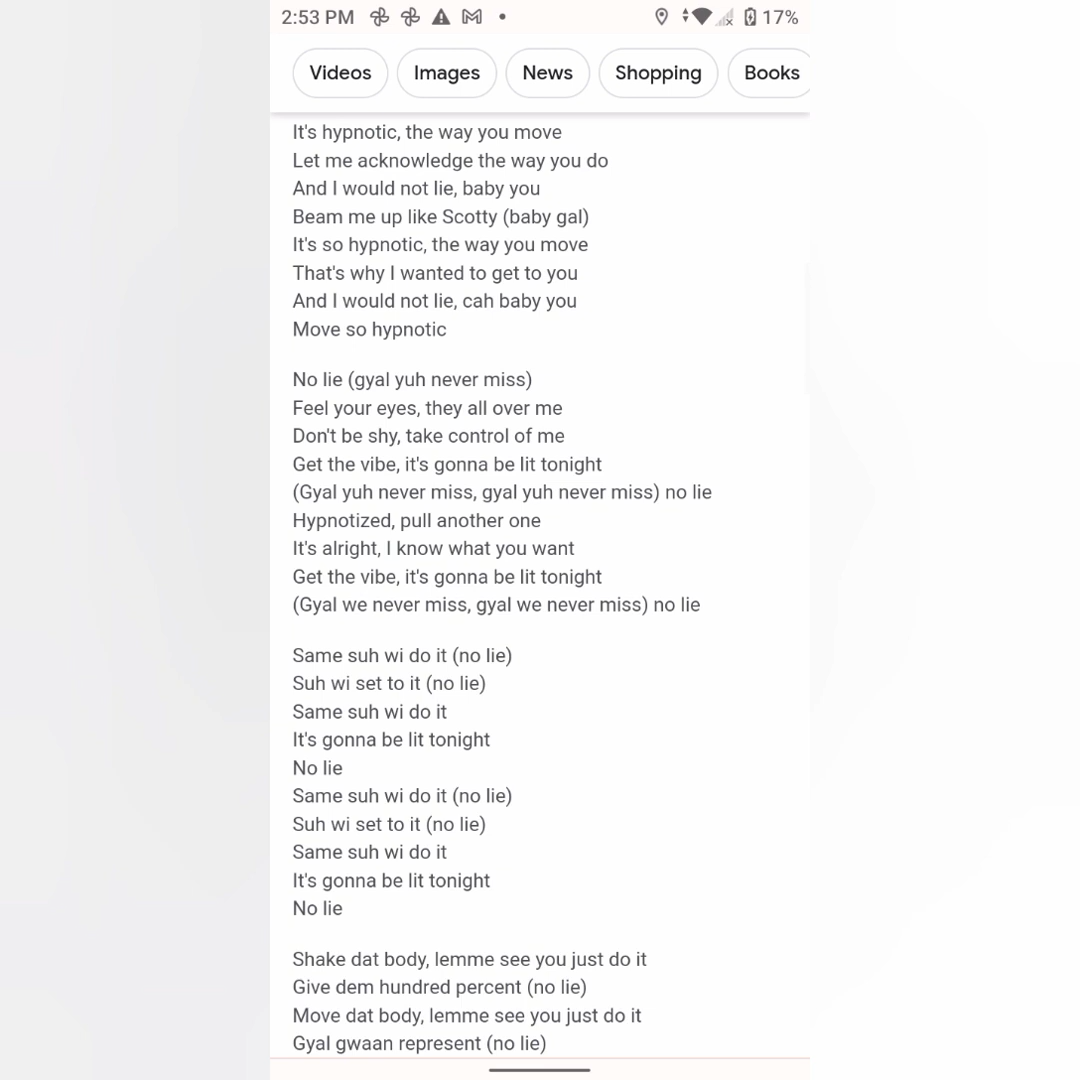 2:53 PM
17%
Videos
Images
News
Shopping
Books
It's hypnotic, the way you move
Let me acknowledge the way you do
And I would not lie, baby you
Beam me up like Scotty (baby gal)
It's so hypnotic, the way you move
That's why I wanted to get to you
And I would not lie, cah baby you
Move so hypnotic
No lie (gyal yuh never miss)
Feel your eyes, they all over me
Don't be shy, take control of me
Get the vibe, it's gonna be lit tonight
(Gyal yuh never miss, gyal yuh never miss) no lie
Hypnotized, pull another one
It's alright, I know what you want
Get the vibe, it's gonna be lit tonight
(Gyal we never miss, gyal we never miss) no lie
Same suh wi do it (no lie)
Suh wi set to it (no lie)
Same suh wi do it
It's gonna be lit tonight
No lie
Same suh wi do it (no lie)
Suh wi set to it (no lie)
Same suh wi do it
It's gonna be lit tonight
No lie
Shake dat body, lemme see you just do it
Give dem hundred percent (no lie)
Move dat body, lemme see you just do it
Gyal gwaan represent (no lie)